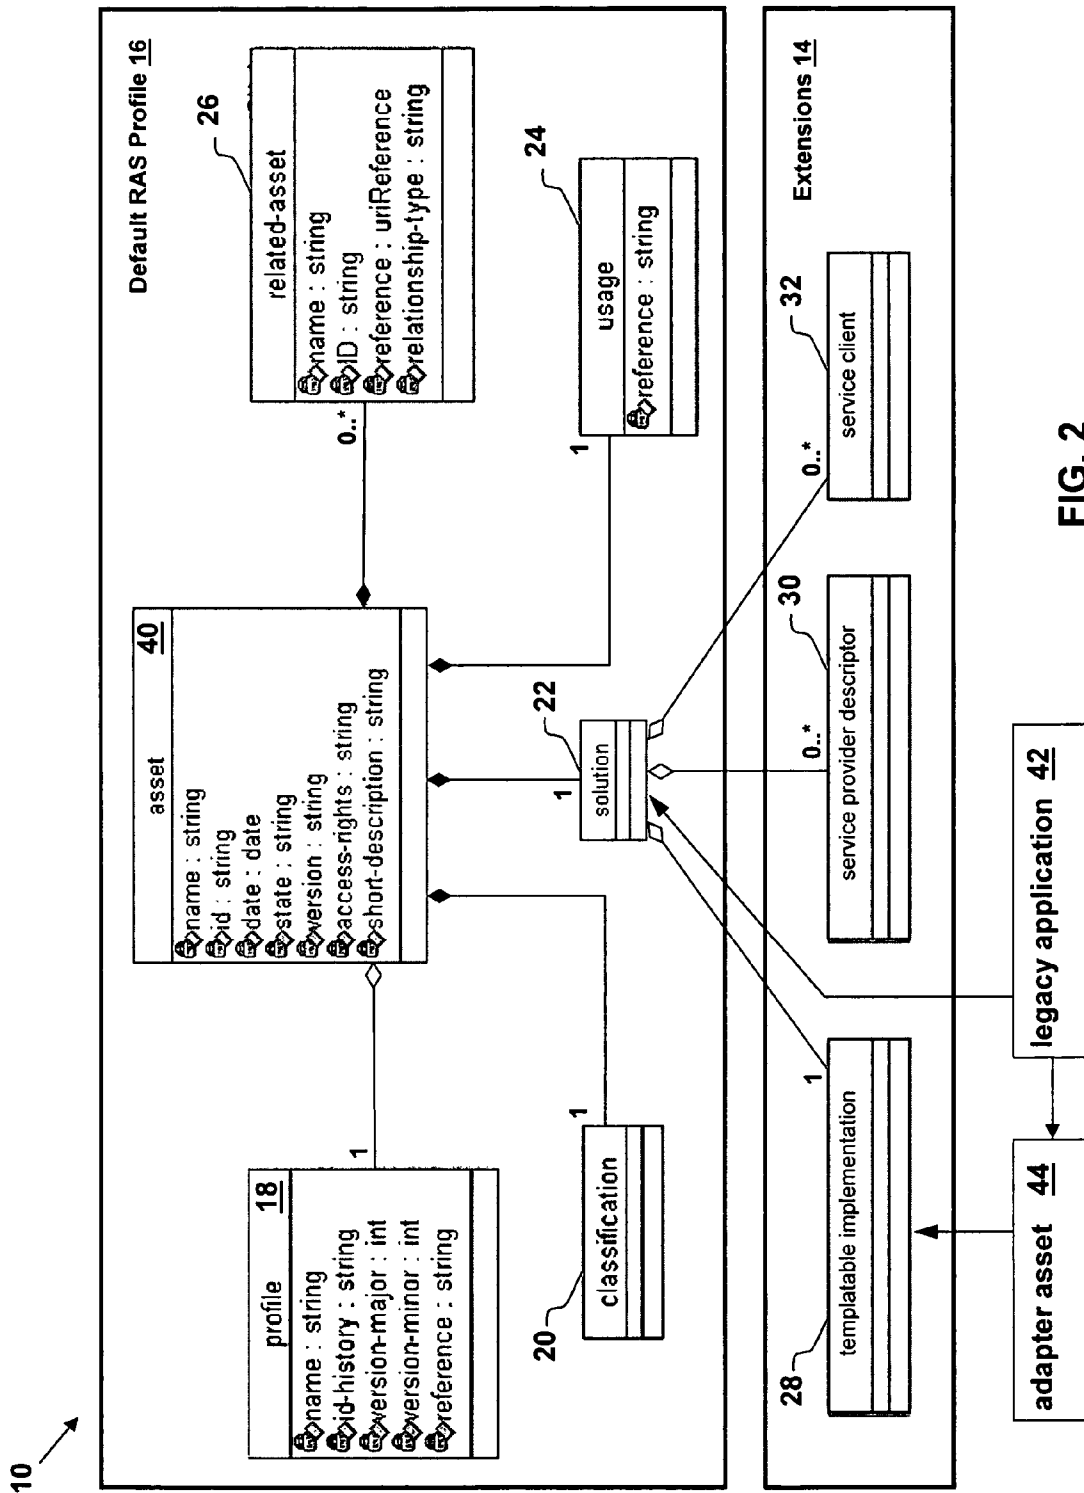 10
Default RAS Profile 16
profile 18
name : string
id-history : string
version-major : int
version-minor : int
reference : string
1
asset 40
name : string
id : string
date : date
state : string
version : string
access-rights : string
short-description : string
26
related-asset
name : string
ID : string
reference : uriReference
relationship-type : string
0..*
20
classification
1
22
solution
1
24
usage
reference : string
1
Extensions 14
28
templatable implementation
1
30
service provider descriptor
0..*
32
service client
0..*
adapter asset 44
legacy application 42
FIG. 2